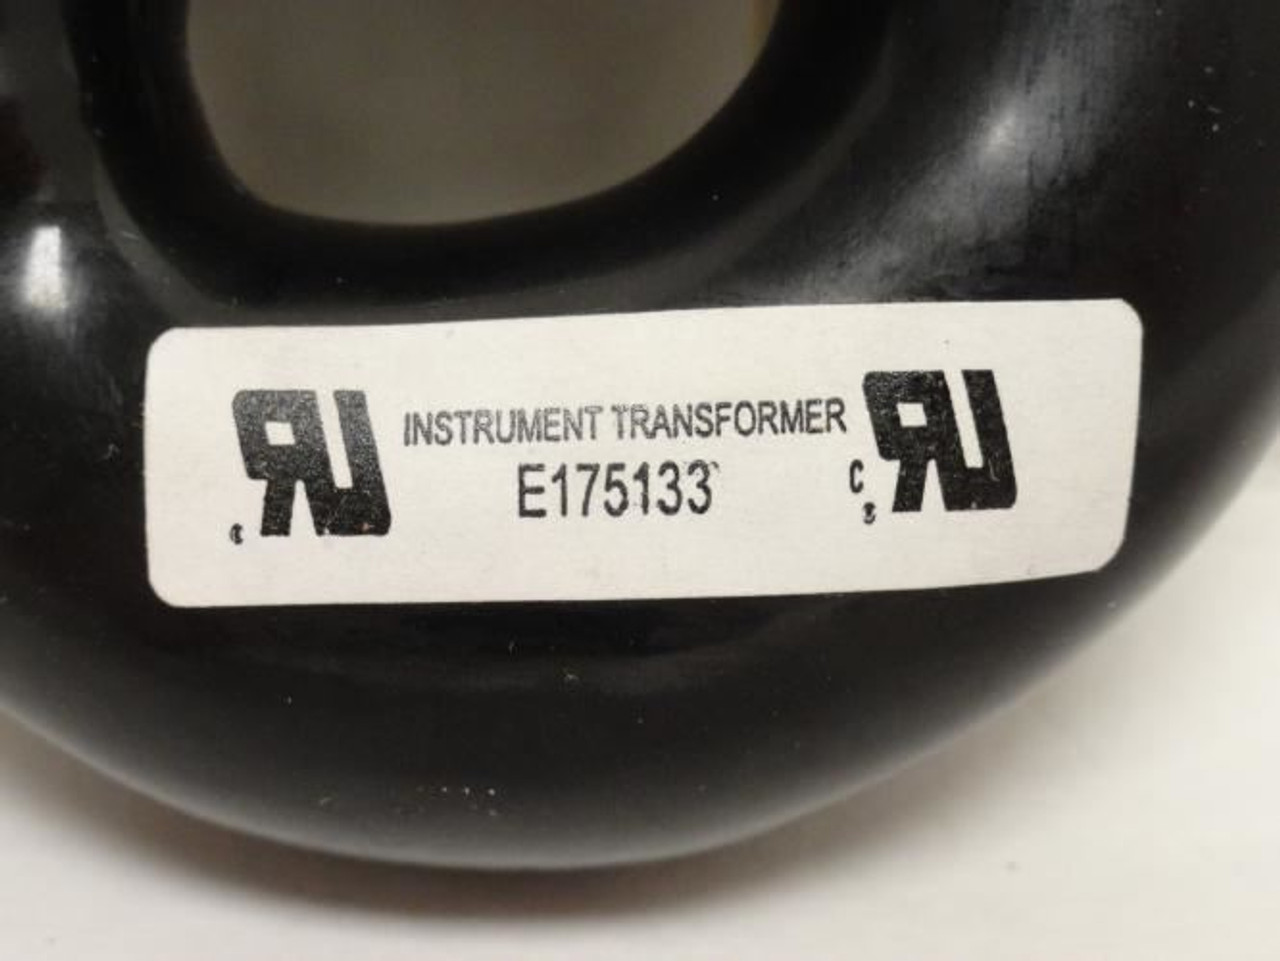 INSTRUMENT TRANSFORMER
E175133
C